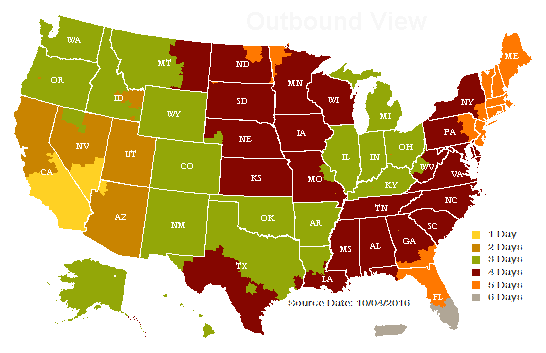 Outbound View
WA
OR
MT
ID
ND
MN
ME
WY
SD
WI
NY
MI
NV
UT
CA
NE
IA
PA
CO
IL
IN
OH
WV
VA
KS
MO
KY
AZ
NM
OK
AR
TN
NC
SC
TX
LA
MS
AL
GA
FL
Source Date: 10/04/2016
1 Day
2 Days
3 Days
4 Days
5 Days
6 Days